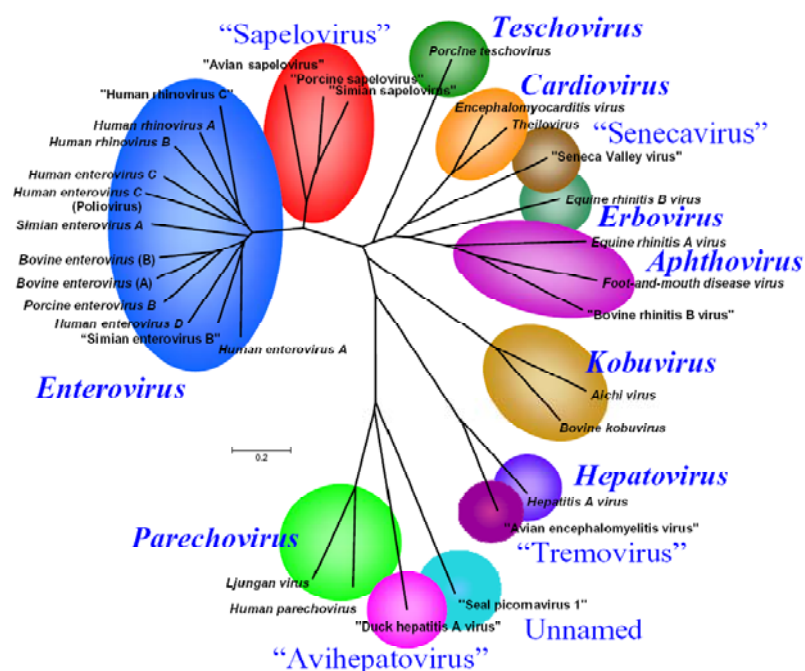 Teschovirus
Porcine teschovirus
"Sapelovirus"
"Avian sapelovirus"
"Porcine sapelovirus"
"Simian sapelovirus"
Cardiovirus
Encephalomyocarditis virus
Theilovirus
"Senecavirus"
"Seneca Valley virus"
Equine rhinitis B virus
Erbovirus
Equine rhinitis A virus
Aphthovirus
Foot-and-mouth disease virus
"Bovine rhinitis B virus"
"Human rhinovirus C"
Human rhinovirus A
Human rhinovirus B
Human enterovirus C
Human enterovirus C
(Poliovirus)
Simian enterovirus A
Bovine enterovirus (B)
Bovine enterovirus (A)
Porcine enterovirus B
Human enterovirus D
"Simian enterovirus B"
Human enterovirus A
Enterovirus
Kobuvirus
Aichi virus
Bovine kobuvirus
0.2
Hepatovirus
Hepatitis A virus
"Avian encephalomyelitis virus"
"Tremovirus"
Parechovirus
Ljungan virus
Human parechovirus
"Seal picornavirus 1"
"Duck hepatitis A virus"
Unnamed
"Avihepatovirus"